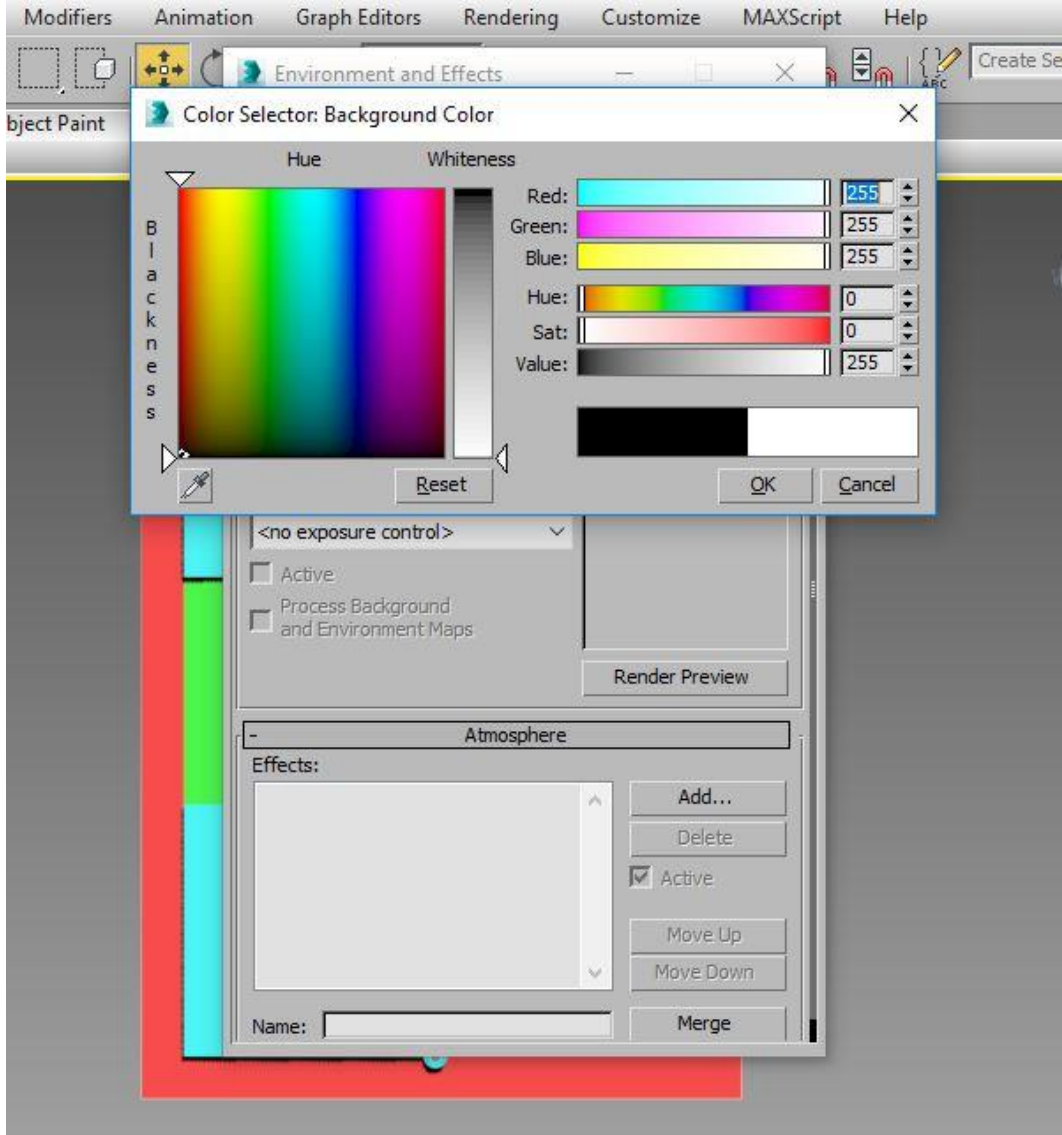 Modifiers Animation Graph Editors Rendering Customize MAXScript Help
Environment and Effects
ABC
Create Se
bject Paint
Color Selector: Background Color
Hue Whiteness
Blackness
Red: 255
Green: 255
Blue: 255
Hue: 0
Sat: 0
Value: 255
Reset OK Cancel
<no exposure control>
Active
Process Background
and Environment Maps
Render Preview
- Atmosphere
Effects:
Add...
Delete
Active
Move Up
Move Down
Name: Merge